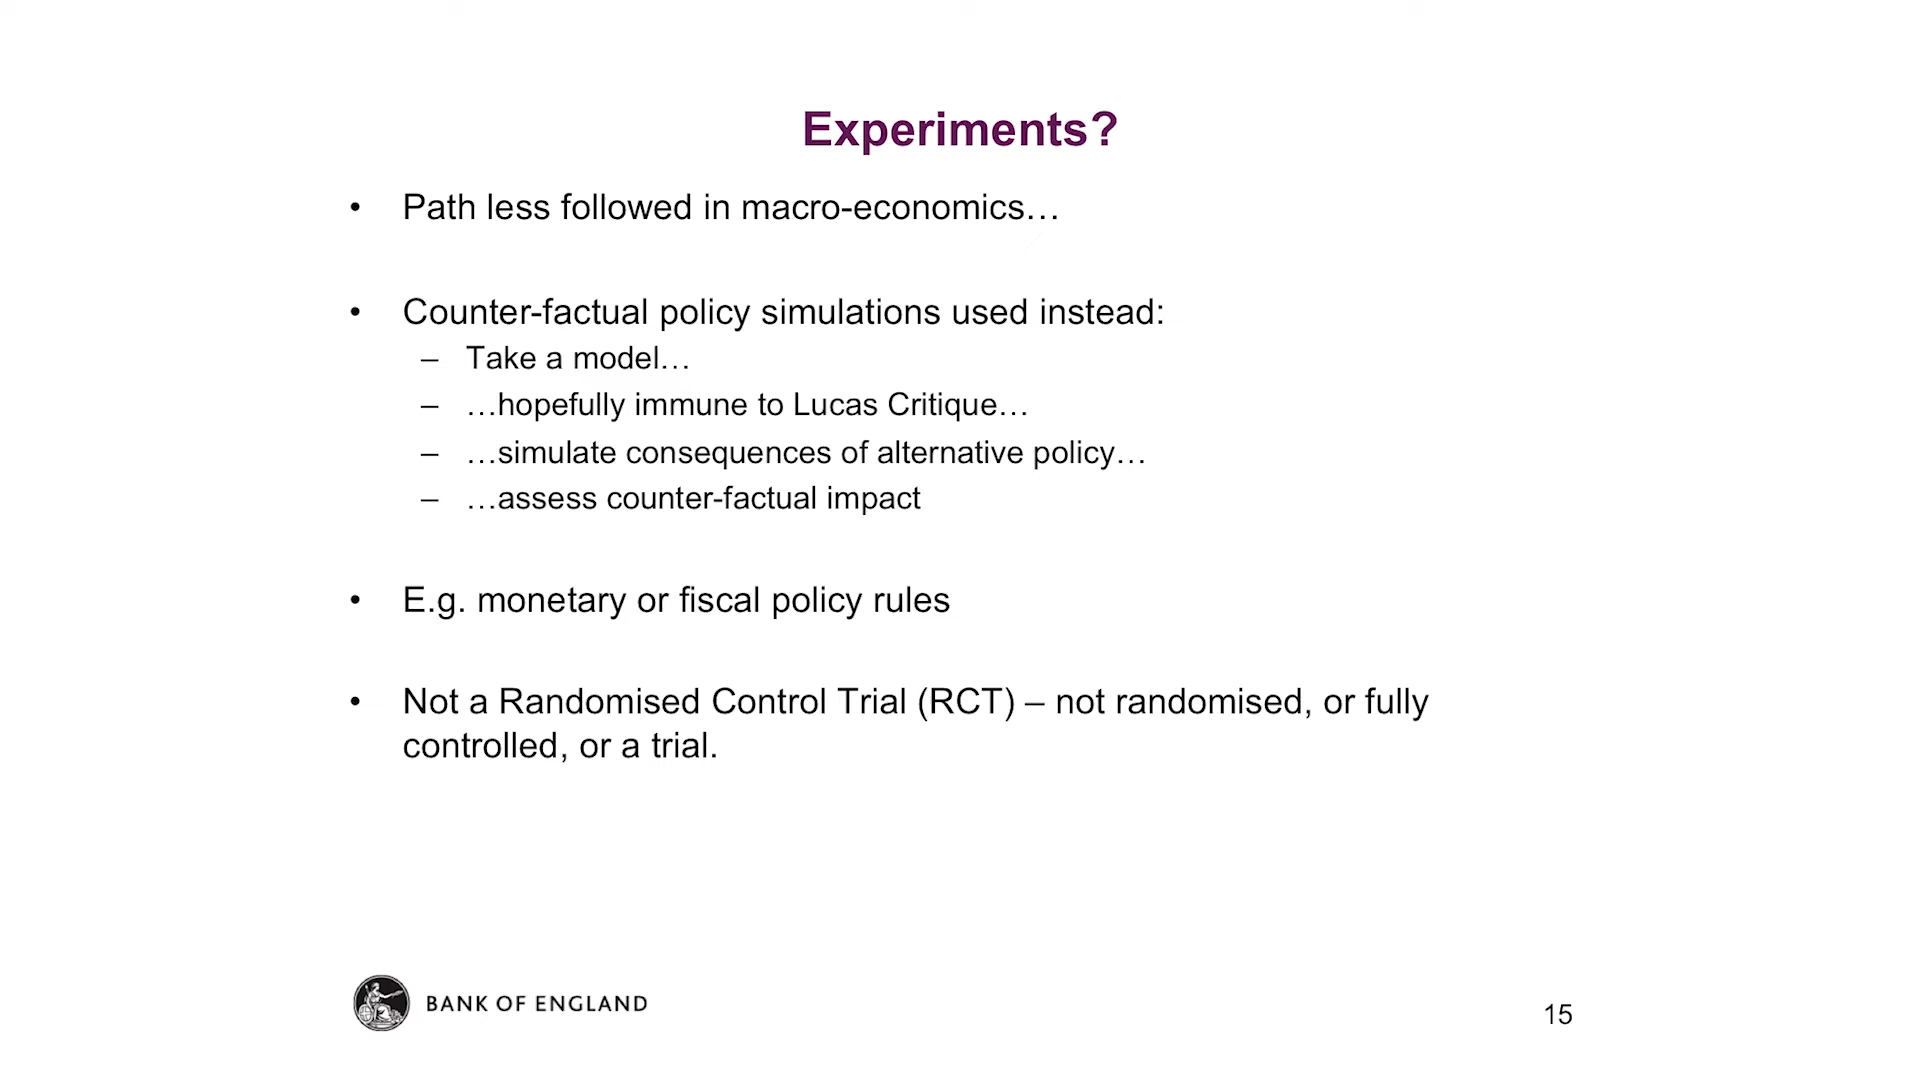 Experiments?
• Path less followed in macro-economics…
• Counter-factual policy simulations used instead:
– Take a model…
– …hopefully immune to Lucas Critique…
– …simulate consequences of alternative policy…
– …assess counter-factual impact
• E.g. monetary or fiscal policy rules
• Not a Randomised Control Trial (RCT) – not randomised, or fully
controlled, or a trial.
BANK OF ENGLAND
15